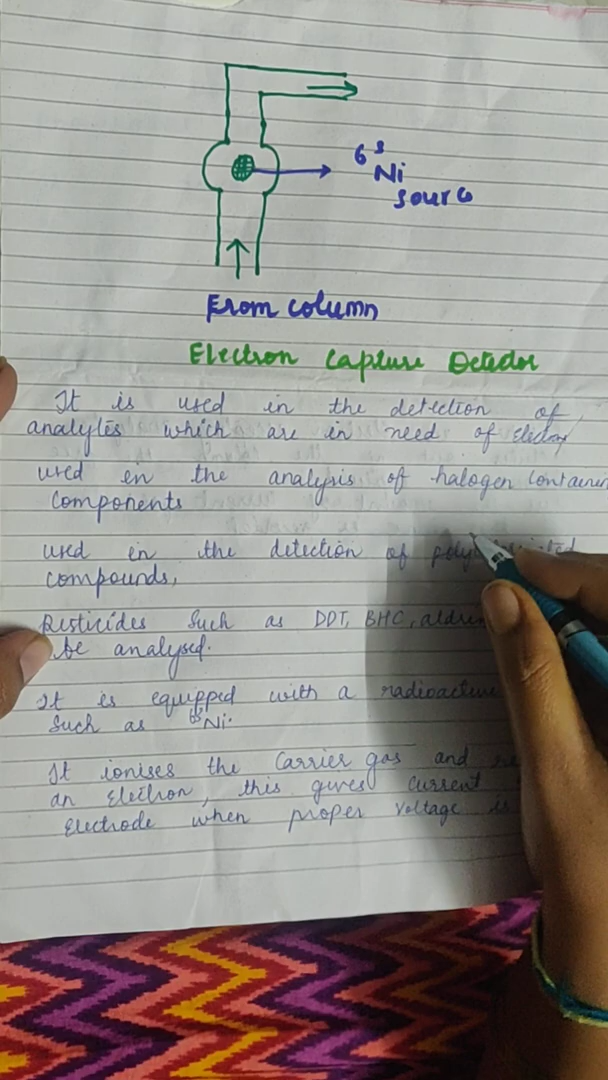 63
Ni
Source
From column
Electron Capture Detector
It is used in the detection of
analytes which are in need of
used in the analysis of halogen
components
used in the detection of
compounds,
Pesticides such as DDT, BHC,
be analysed.
It is equipped with a radioactive
such as 63Ni.
It ionises the carrier gas and
an electron, this gives current
electrode when proper voltage is